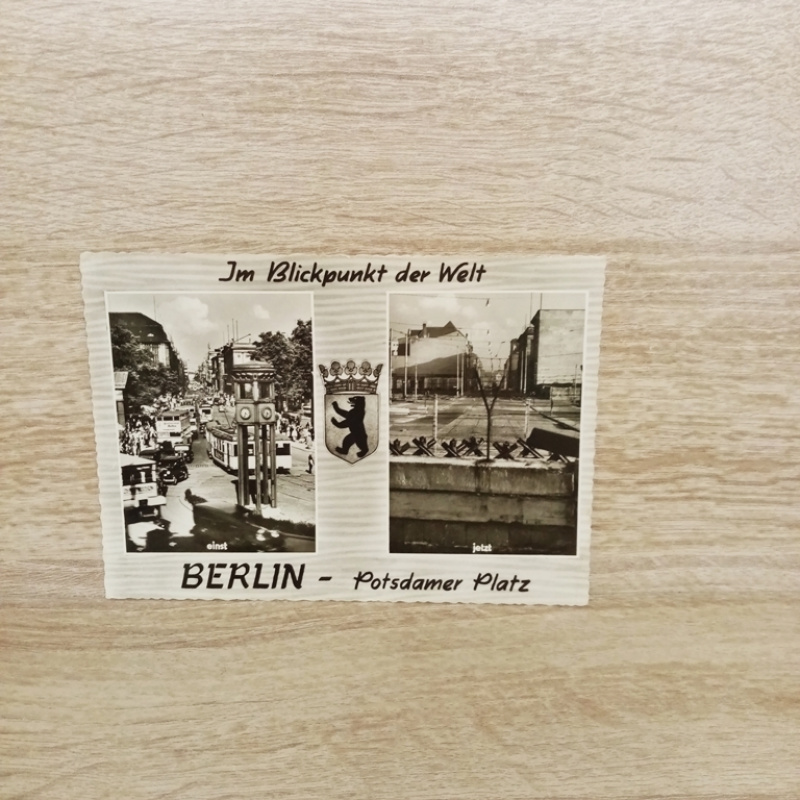 Im Blickpunkt der Welt
einst
jetzt
BERLIN - Potsdamer Platz